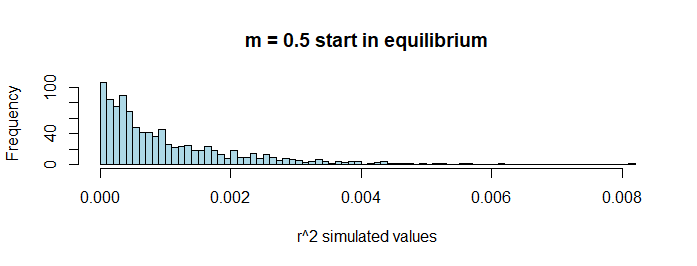 m = 0.5 start in equilibrium
Frequency
100
40
0
0.000 0.002 0.004 0.006 0.008
r^2 simulated values